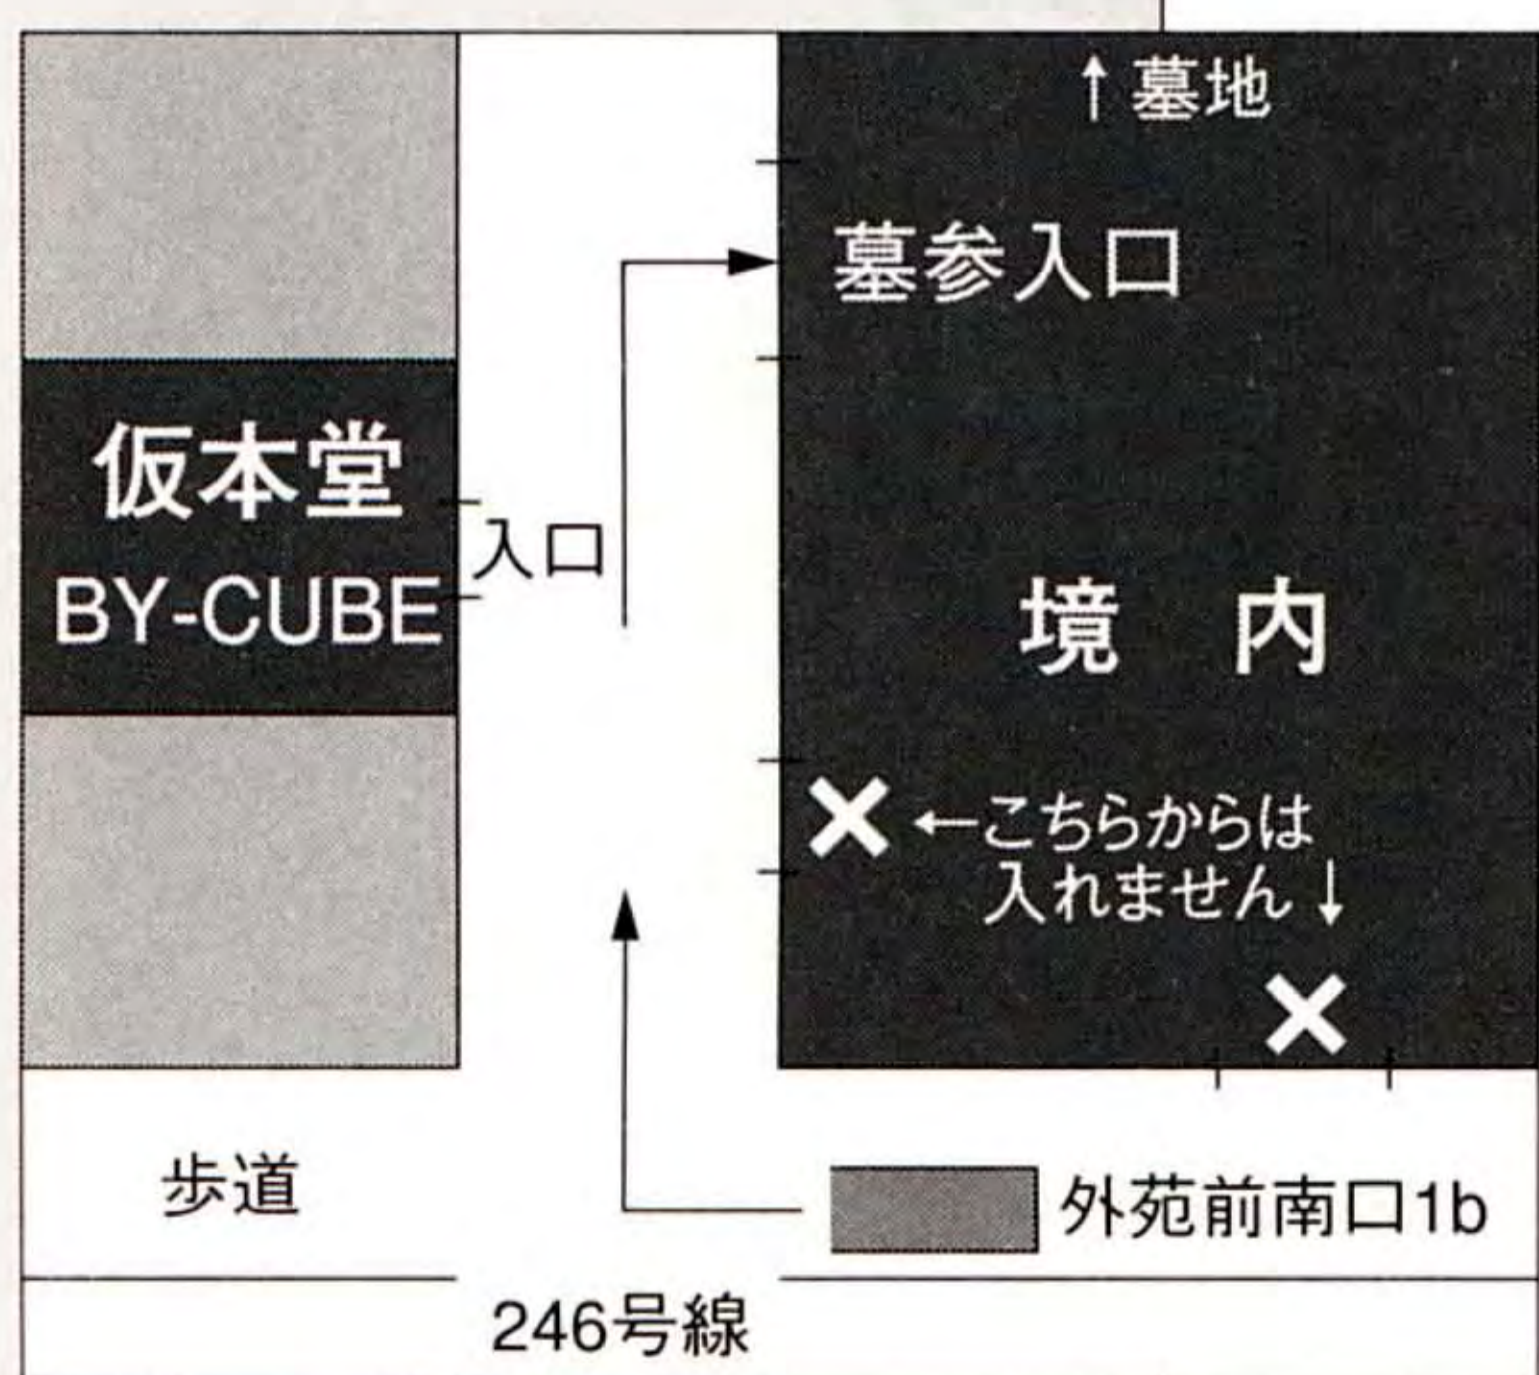 ↑墓地
墓参入口
仮本堂
BY-CUBE
入口
境 内
←こちらからは
入れません↓
歩道
外苑前南口1b
246号線